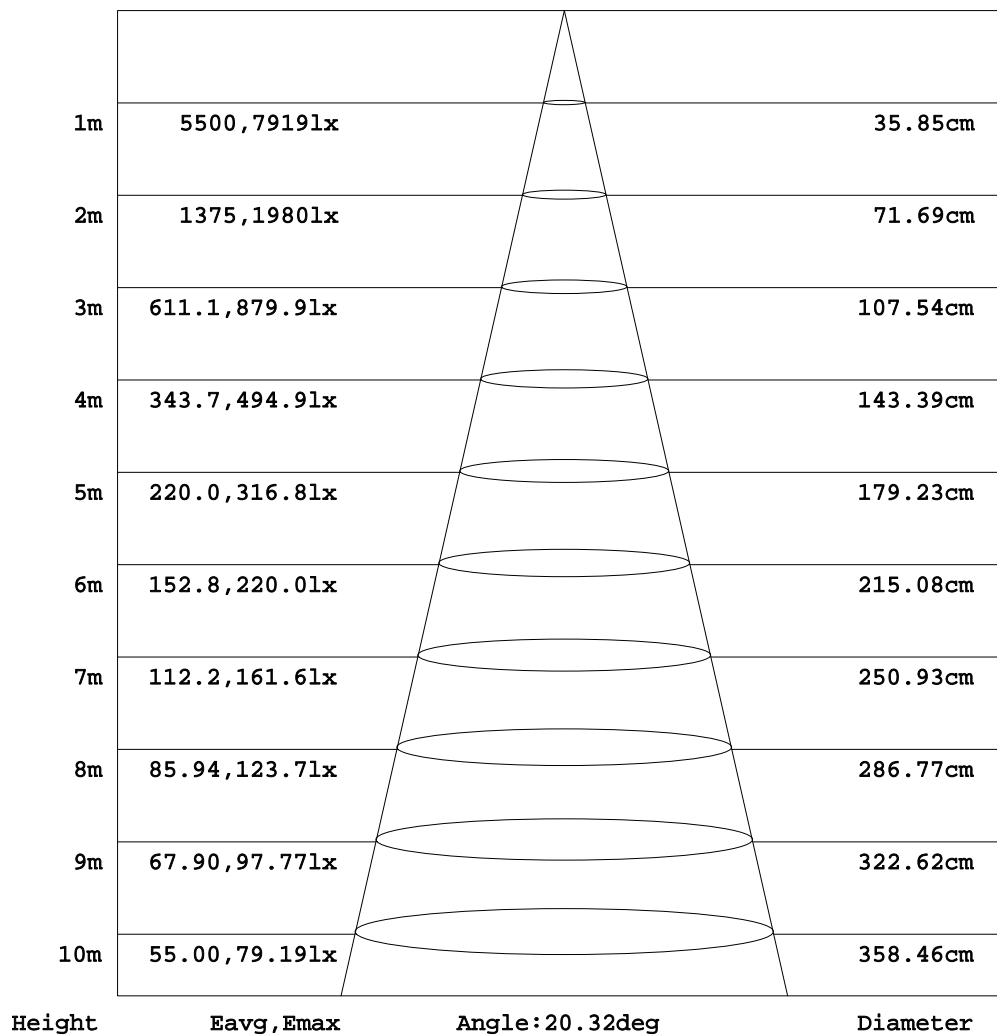 1m 5500,7919lx 35.85cm
2m 1375,1980lx 71.69cm
3m 611.1,879.9lx 107.54cm
4m 343.7,494.9lx 143.39cm
5m 220.0,316.8lx 179.23cm
6m 152.8,220.0lx 215.08cm
7m 112.2,161.6lx 250.93cm
8m 85.94,123.7lx 286.77cm
9m 67.90,97.77lx 322.62cm
10m 55.00,79.19lx 358.46cm
Height Eavg,Emax Angle:20.32deg Diameter